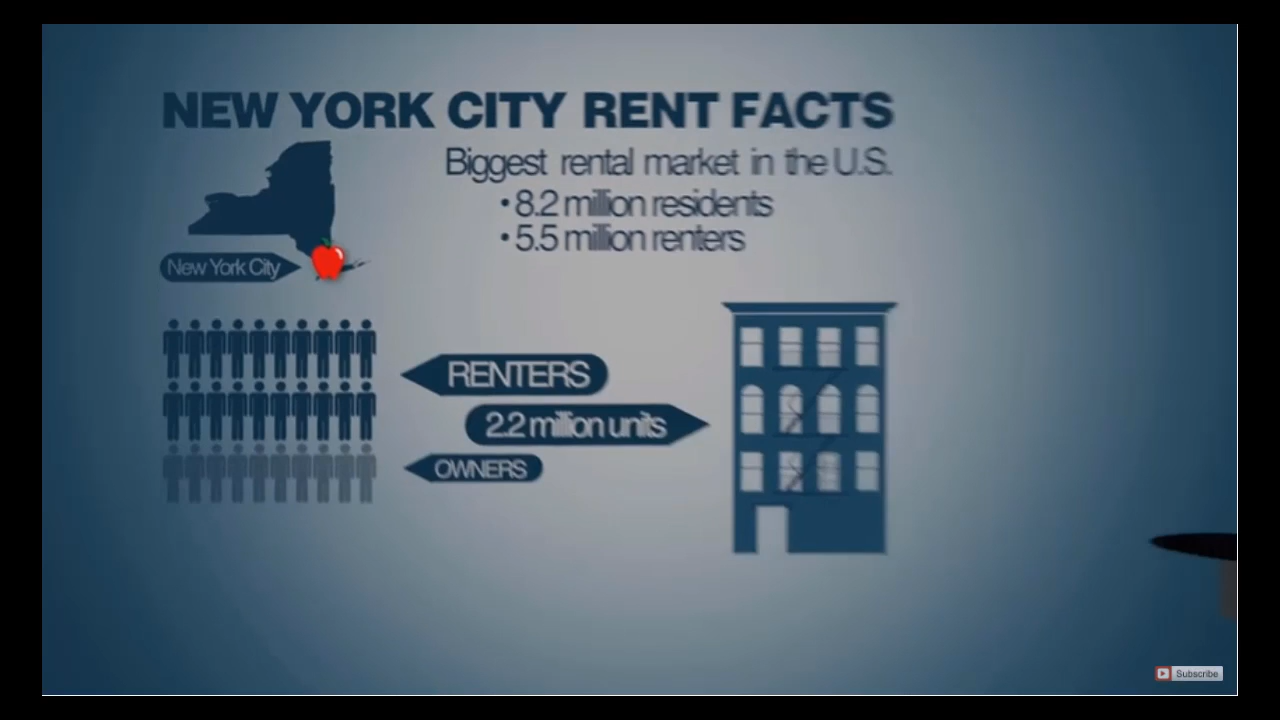 NEW YORK CITY RENT FACTS
Biggest rental market in the U.S.
• 8.2 million residents
• 5.5 million renters
New York City
RENTERS
2.2 million units
OWNERS
Subscribe